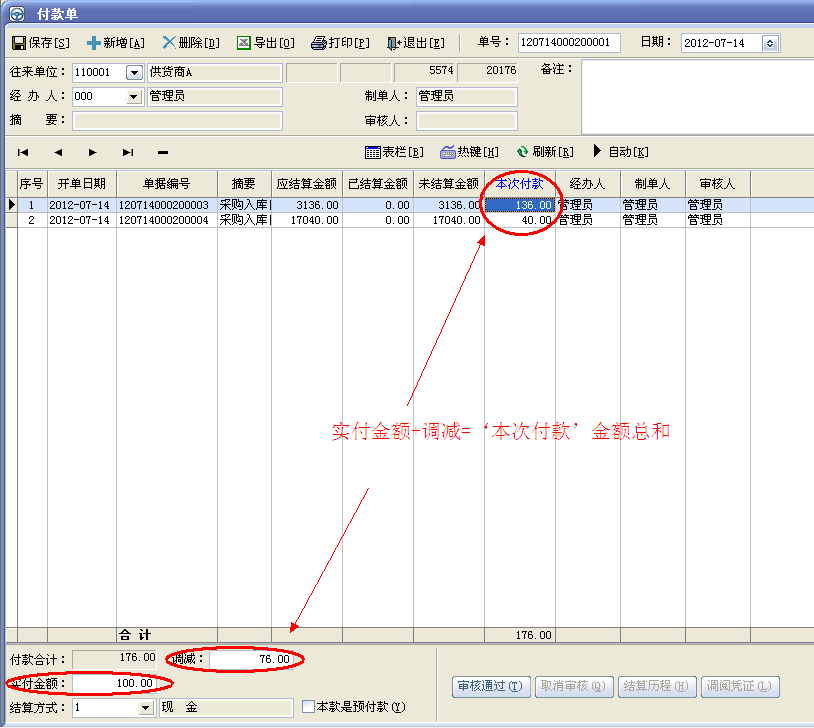 付款单
保存[S] 新增[A] 删除[D] 导出[O] 打印[P] 退出[E] 单号: 120714000200001 日期: 2012-07-14
往来单位: 110001 供货商A 5574 20176 备注:
经 办 人: 000 管理员 制单人: 管理员
摘 要: 审核人:
表栏[B] 热键[H] 刷新[R] 自动[K]
序号 开单日期 单据编号 摘要 应结算金额 已结算金额 未结算金额 本次付款 经办人 制单人 审核人
1 2012-07-14 120714000200003 采购入库 3136.00 0.00 3136.00 136.00 管理员 管理员 管理员
2 2012-07-14 120714000200004 采购入库 17040.00 0.00 17040.00 40.00 管理员 管理员 管理员
实付金额+调减=‘本次付款’金额总和
合 计 176.00
付款合计: 176.00 调减: 76.00
实付金额: 100.00
审核通过(T) 取消审核(Q) 结算历程(H) 调阅凭证(L)
结算方式: 1 现 金 本款是预付款(Y)